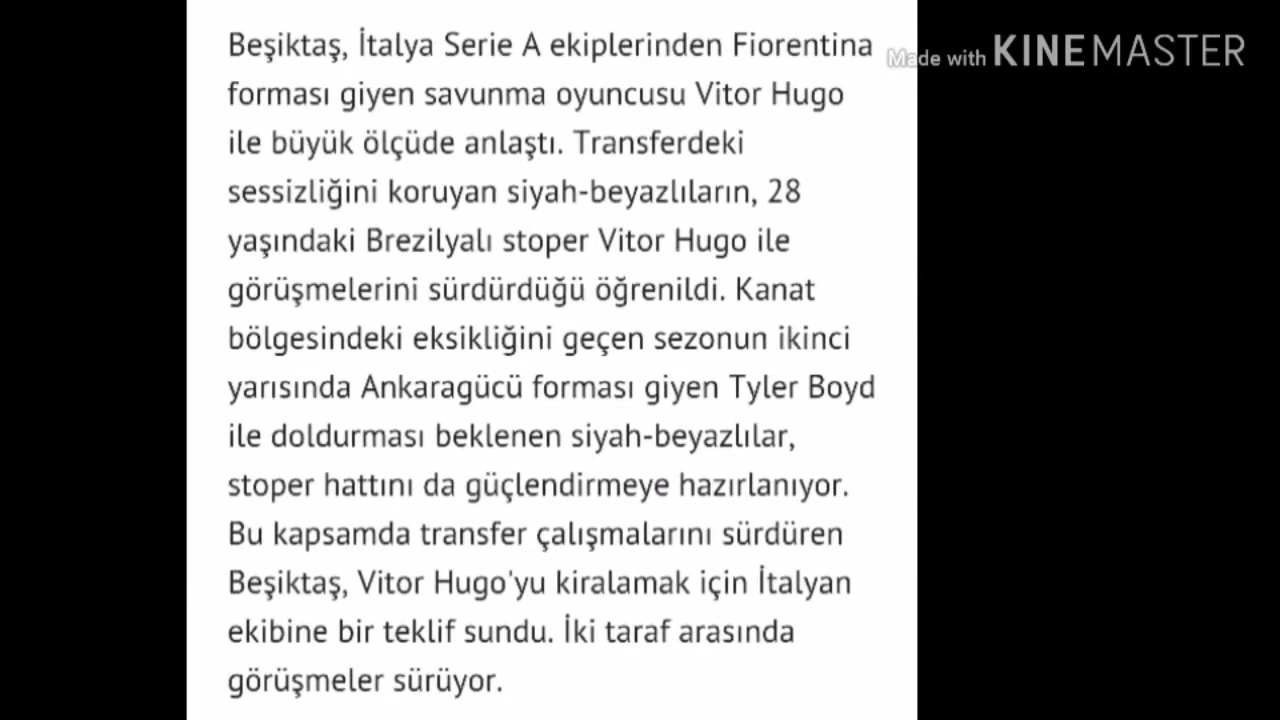 Beşiktaş, İtalya Serie A ekiplerinden Fiorentina
forması giyen savunma oyuncusu Vitor Hugo
ile büyük ölçüde anlaştı. Transferdeki
sessizliğini koruyan siyah-beyazlıların, 28
yaşındaki Brezilyalı stoper Vitor Hugo ile
görüşmelerini sürdürdüğü öğrenildi. Kanat
bölgesindeki eksikliğini geçen sezonun ikinci
yarısında Ankaragücü forması giyen Tyler Boyd
ile doldurması beklenen siyah-beyazlılar,
stoper hattını da güçlendirmeye hazırlanıyor.
Bu kapsamda transfer çalışmalarını sürdüren
Beşiktaş, Vitor Hugo'yu kiralamak için İtalyan
ekibine bir teklif sundu. İki taraf arasında
görüşmeler sürüyor.
Made with KINEMASTER